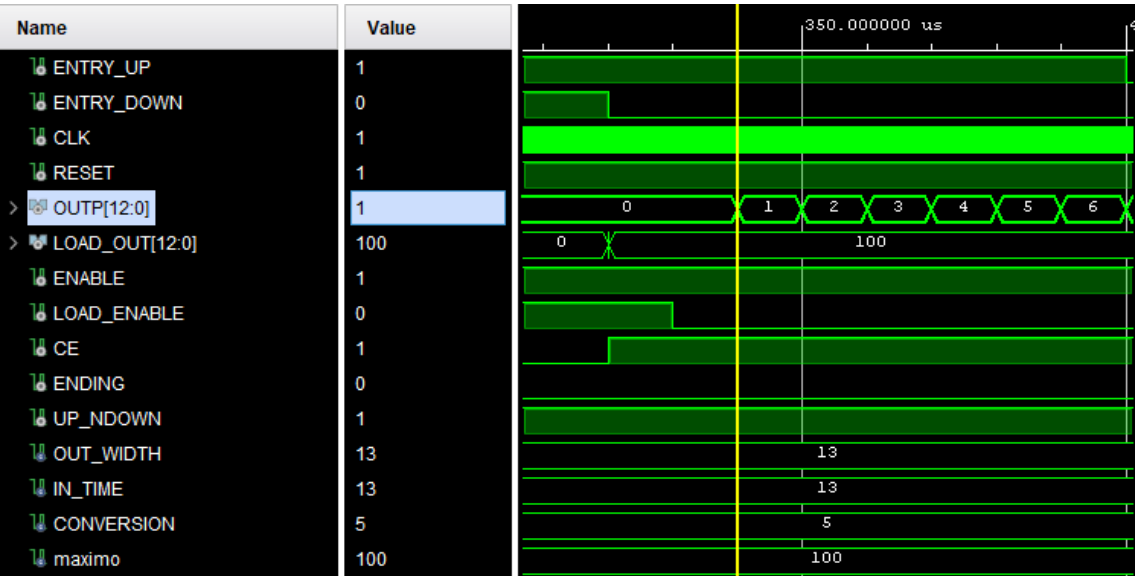 Name Value 350.000000 us
ENTRY_UP 1
ENTRY_DOWN 0
CLK 1
RESET 1
OUTP[12:0] 1 0 1 2 3 4 5 6
LOAD_OUT[12:0] 100 0 100
ENABLE 1
LOAD_ENABLE 0
CE 1
ENDING 0
UP_NDOWN 1
OUT_WIDTH 13 13
IN_TIME 13 13
CONVERSION 5 5
maximo 100 100